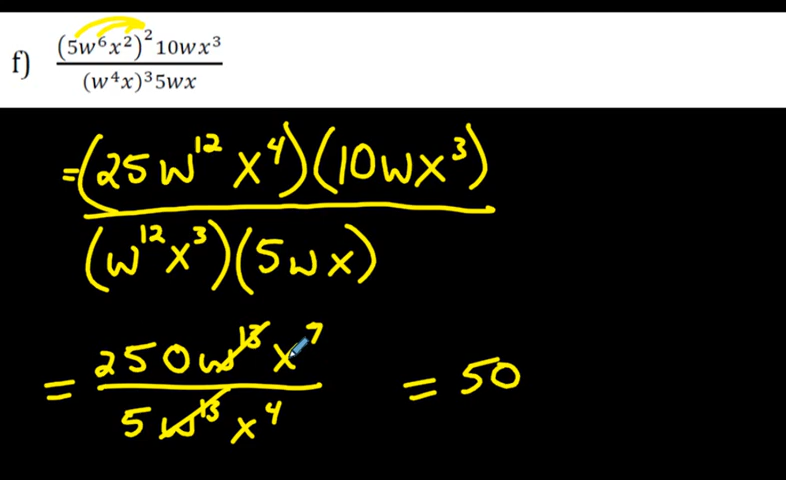 f) (5w⁶x²)²10wx³ / (w⁴x)³5wx
= (25w¹²x⁴)(10wx³) / (w¹²x³)(5wx)
= 250w¹³x⁷ / 5w¹³x⁴ = 50